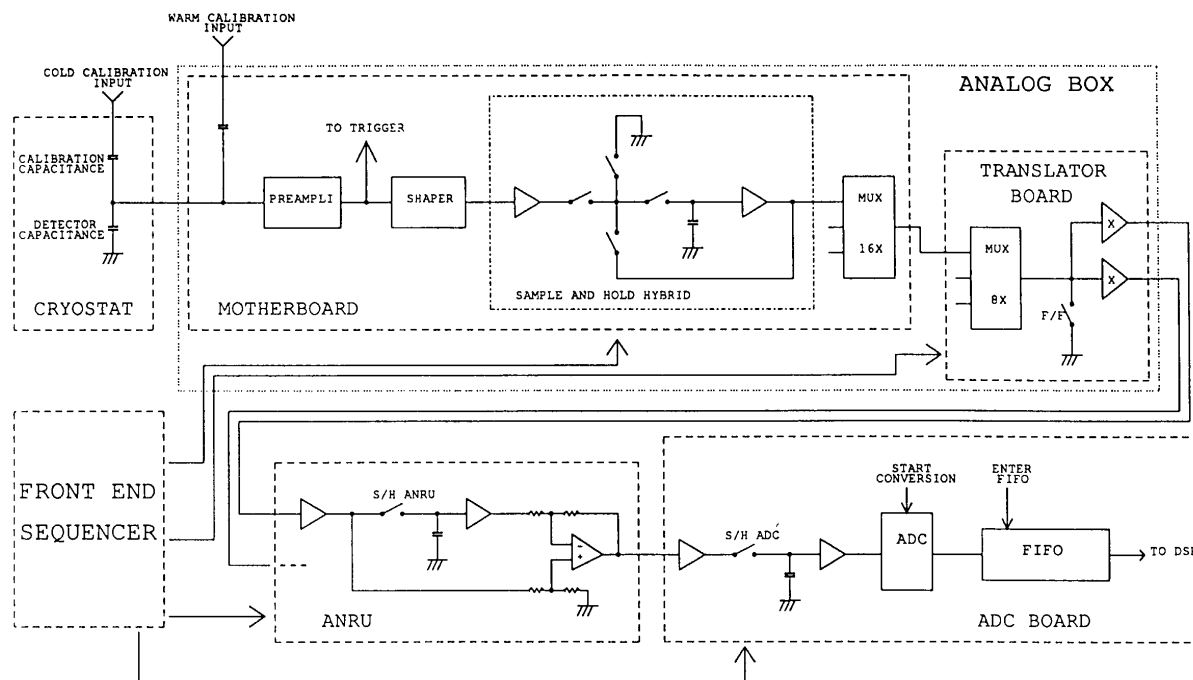 WARM CALIBRATION
INPUT
COLD CALIBRATION
INPUT
ANALOG BOX
TO TRIGGER
CALIBRATION
CAPACITANCE
DETECTOR
CAPACITANCE
PREAMPLI
SHAPER
MUX
16X
TRANSLATOR
BOARD
X
MUX
8X
X
F/F
SAMPLE AND HOLD HYBRID
CRYOSTAT
MOTHERBOARD
FRONT END
SEQUENCER
S/H ANRU
-
+
ANRU
START
CONVERSION
ENTER
FIFO
S/H ADC
ADC
FIFO
TO DSP
ADC BOARD